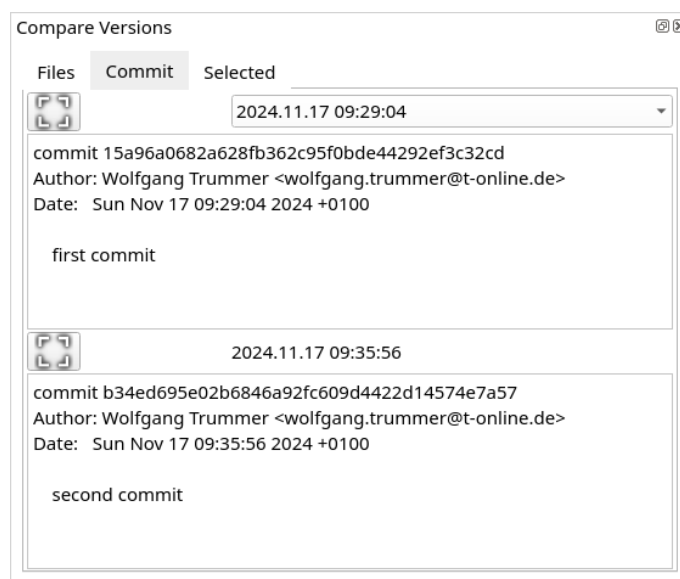 Compare Versions
Files Commit Selected
2024.11.17 09:29:04
commit 15a96a0682a628fb362c95f0bde44292ef3c32cd
Author: Wolfgang Trummer <wolfgang.trummer@t-online.de>
Date: Sun Nov 17 09:29:04 2024 +0100
first commit
2024.11.17 09:35:56
commit b34ed695e02b6846a92fc609d4422d14574e7a57
Author: Wolfgang Trummer <wolfgang.trummer@t-online.de>
Date: Sun Nov 17 09:35:56 2024 +0100
second commit